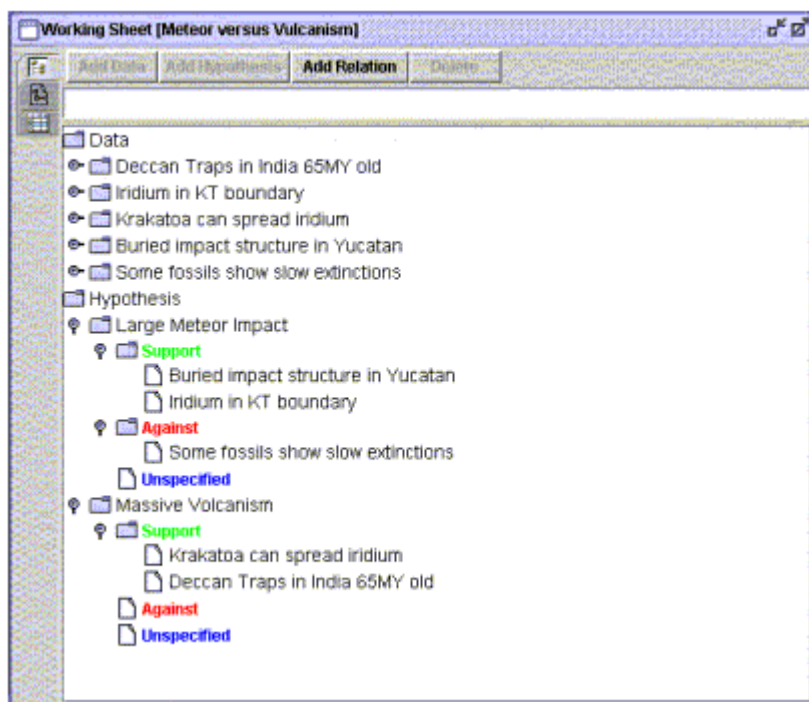 Working Sheet [Meteor versus Vulcanism]
Add Data Add Hypothesis Add Relation Delete
Data
Deccan Traps in India 65MY old
Iridium in KT boundary
Krakatoa can spread iridium
Buried impact structure in Yucatan
Some fossils show slow extinctions
Hypothesis
Large Meteor Impact
Support
Buried impact structure in Yucatan
Iridium in KT boundary
Against
Some fossils show slow extinctions
Unspecified
Massive Volcanism
Support
Krakatoa can spread iridium
Deccan Traps in India 65MY old
Against
Unspecified